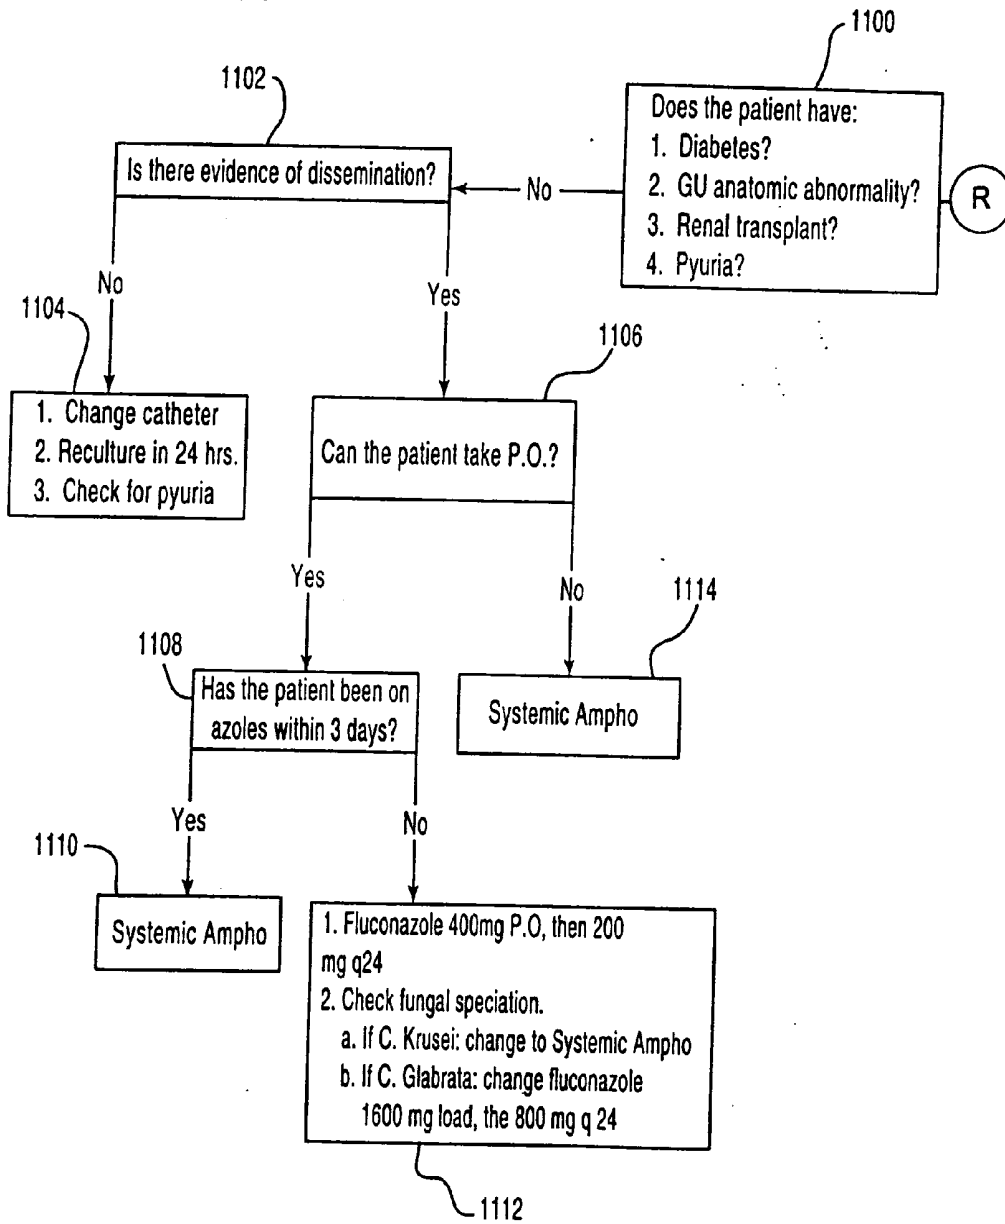 1100
Does the patient have:
1. Diabetes?
2. GU anatomic abnormality?
3. Renal transplant?
4. Pyuria?
R
No
1102
Is there evidence of dissemination?
No
Yes
1104
1. Change catheter
2. Reculture in 24 hrs.
3. Check for pyuria
1106
Can the patient take P.O.?
Yes
No
1108
Has the patient been on
azoles within 3 days?
1114
Systemic Ampho
Yes
No
1110
Systemic Ampho
1. Fluconazole 400mg P.O, then 200
mg q24
2. Check fungal speciation.
a. If C. Krusei: change to Systemic Ampho
b. If C. Glabrata: change fluconazole
1600 mg load, the 800 mg q 24
1112